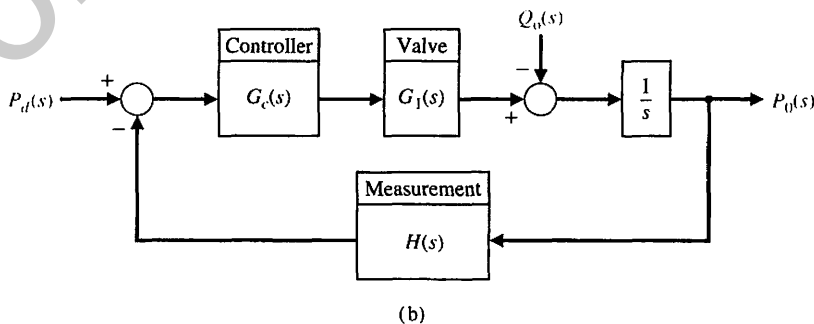 Controller
Valve
Q₀(s)
P_d(s)
+
−
G_c(s)
G₁(s)
−
+
1
s
P₀(s)
Measurement
H(s)
(b)